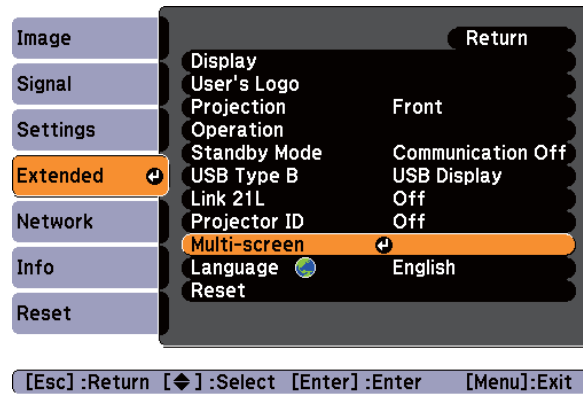 Image
Signal
Settings
Extended
Network
Info
Reset
Return
Display
User's Logo
Projection Front
Operation
Standby Mode Communication Off
USB Type B USB Display
Link 21L Off
Projector ID Off
Multi-screen
Language English
Reset
[Esc] :Return [◆] :Select [Enter] :Enter [Menu]:Exit